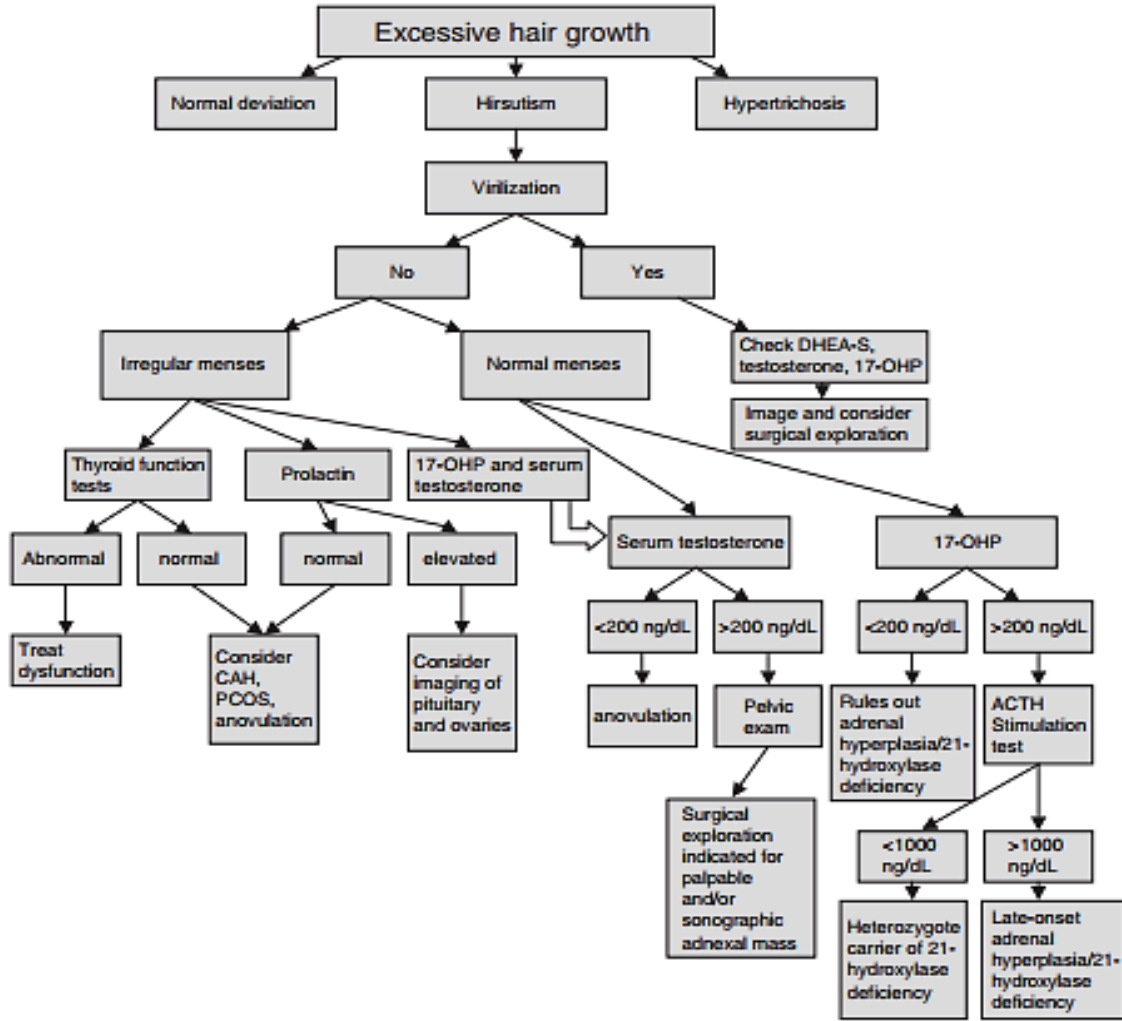 Excessive hair growth
Normal deviation
Hirsutism
Hypertrichosis
Virilization
No
Yes
Irregular menses
Normal menses
Check DHEA-S,
testosterone, 17-OHP
Image and consider
surgical exploration
Thyroid function
tests
Prolactin
17-OHP and serum
testosterone
Serum testosterone
17-OHP
Abnormal
normal
normal
elevated
<200 ng/dL
>200 ng/dL
<200 ng/dL
>200 ng/dL
Treat
dysfunction
Consider
CAH,
PCOS,
anovulation
Consider
imaging of
pituitary
and ovaries
anovulation
Pelvic
exam
Rules out
adrenal
hyperplasia/21-
hydroxylase
deficiency
ACTH
Stimulation
test
Surgical
exploration
indicated for
palpable
and/or
sonographic
adnexal mass
<1000
ng/dL
>1000
ng/dL
Heterozygote
carrier of 21-
hydroxylase
deficiency
Late-onset
adrenal
hyperplasia/21-
hydroxylase
deficiency